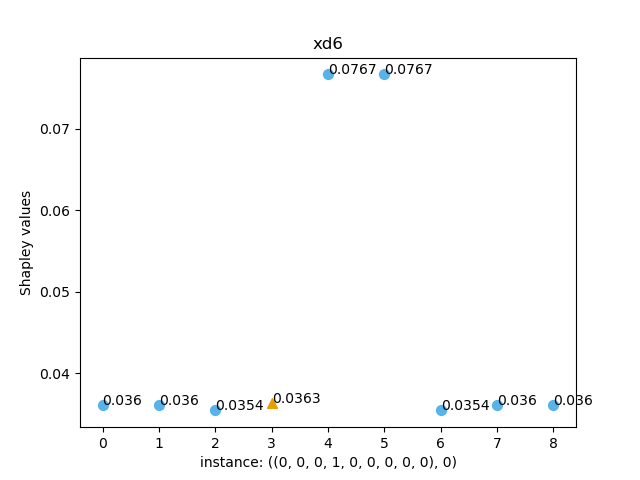 xd6
0.0767 0.0767
0.07
0.06
0.05
0.04
0.036 0.036 0.0354 0.0363 0.0354 0.036 0.036
Shapley values
0 1 2 3 4 5 6 7 8
instance: ((0, 0, 0, 1, 0, 0, 0, 0, 0), 0)